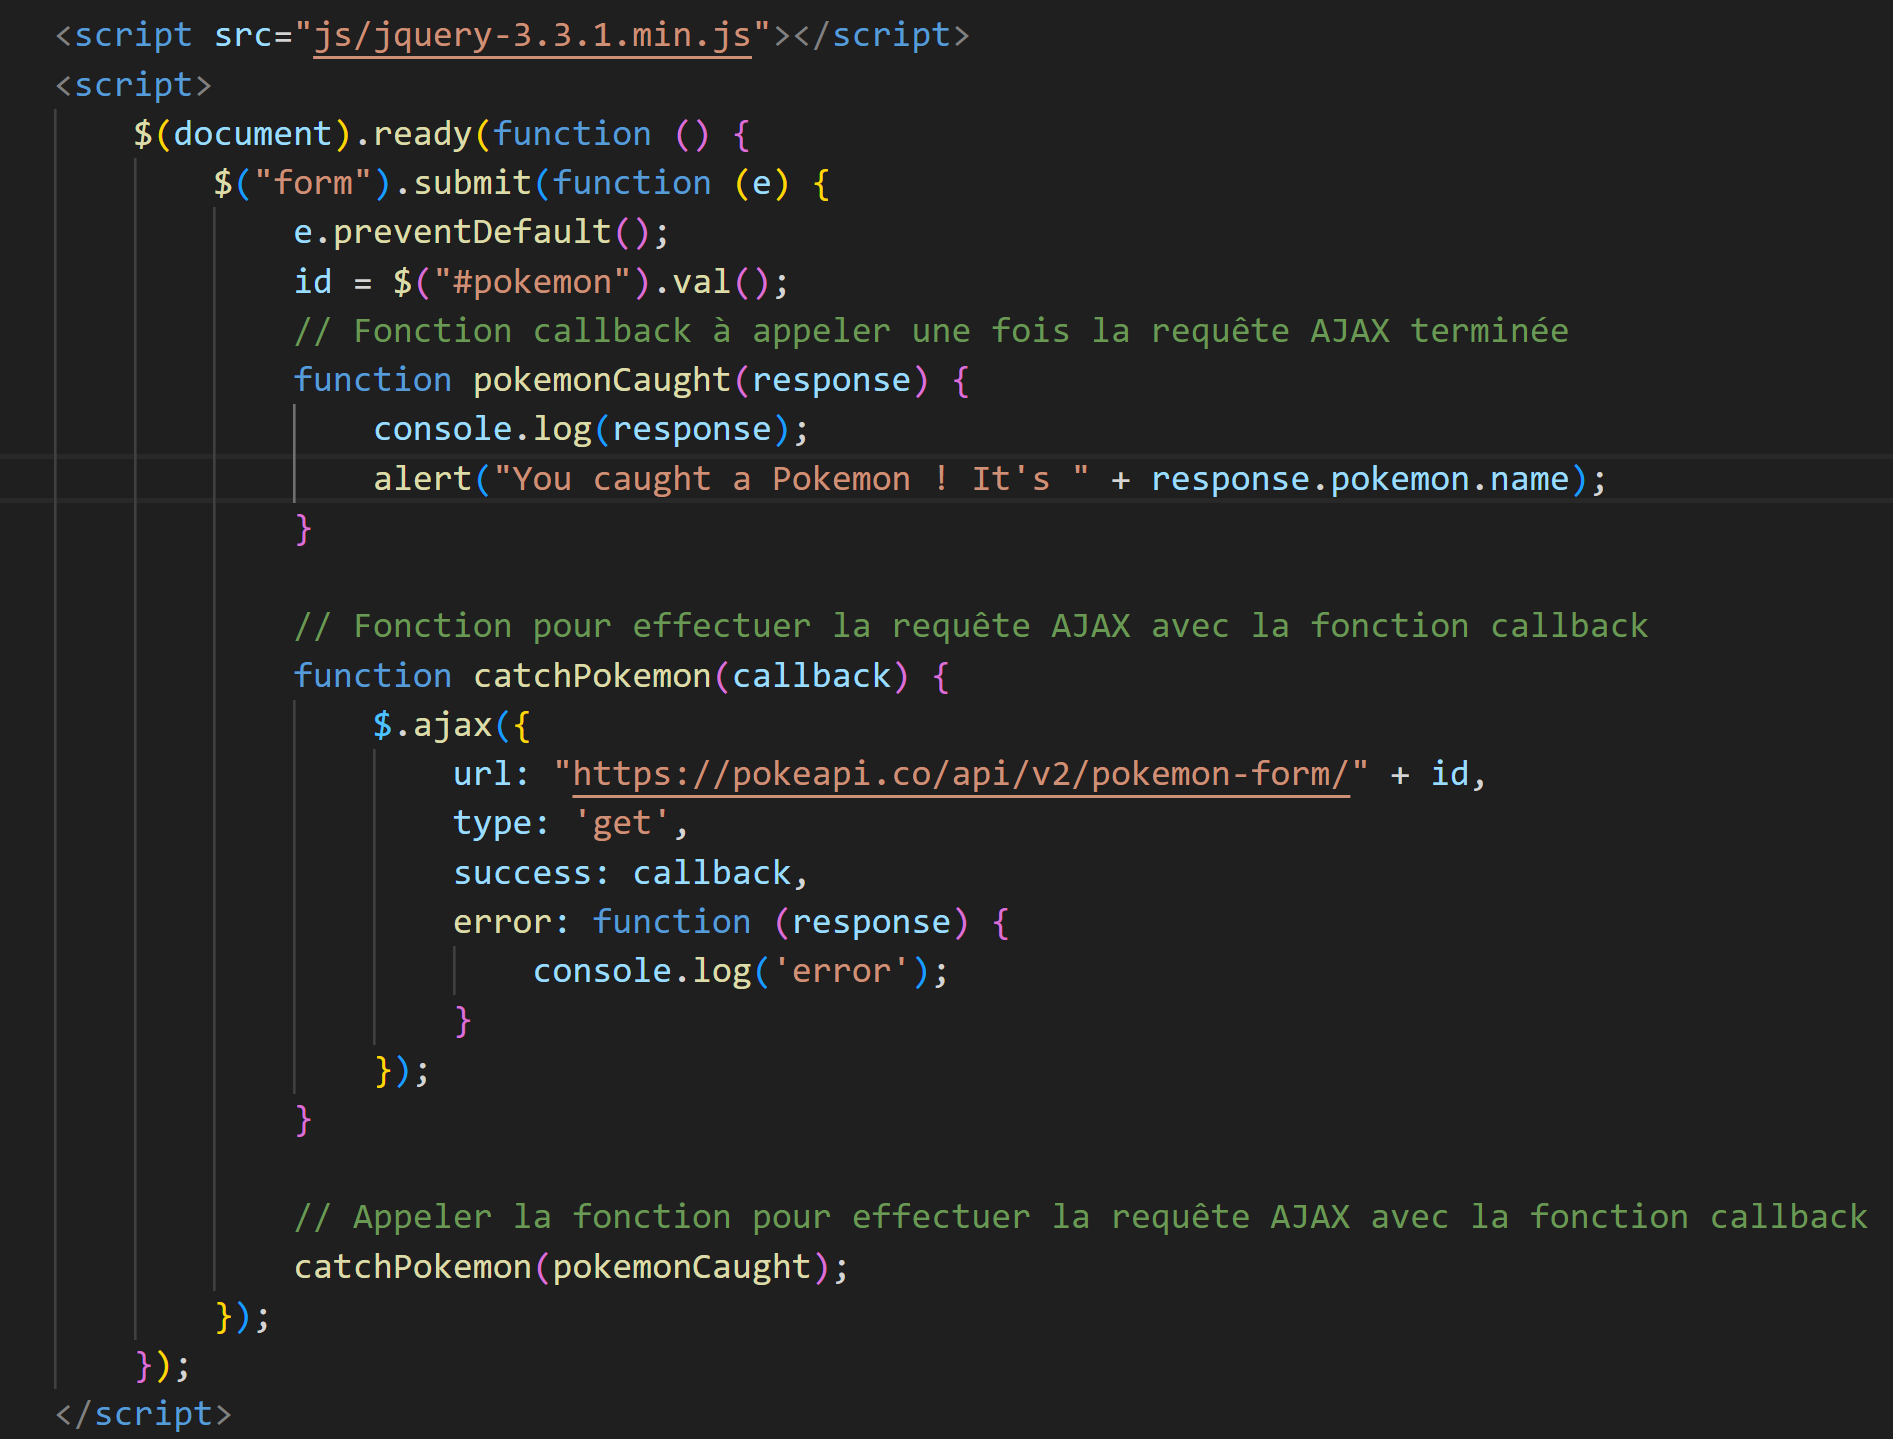 <script src="js/jquery-3.3.1.min.js"></script>
<script>
$(document).ready(function () {
$("form").submit(function (e) {
e.preventDefault();
id = $("#pokemon").val();
// Fonction callback à appeler une fois la requête AJAX terminée
function pokemonCaught(response) {
console.log(response);
alert("You caught a Pokemon ! It's " + response.pokemon.name);
}
// Fonction pour effectuer la requête AJAX avec la fonction callback
function catchPokemon(callback) {
$.ajax({
url: "https://pokeapi.co/api/v2/pokemon-form/" + id,
type: 'get',
success: callback,
error: function (response) {
console.log('error');
}
});
}
// Appeler la fonction pour effectuer la requête AJAX avec la fonction callback
catchPokemon(pokemonCaught);
});
});
</script>